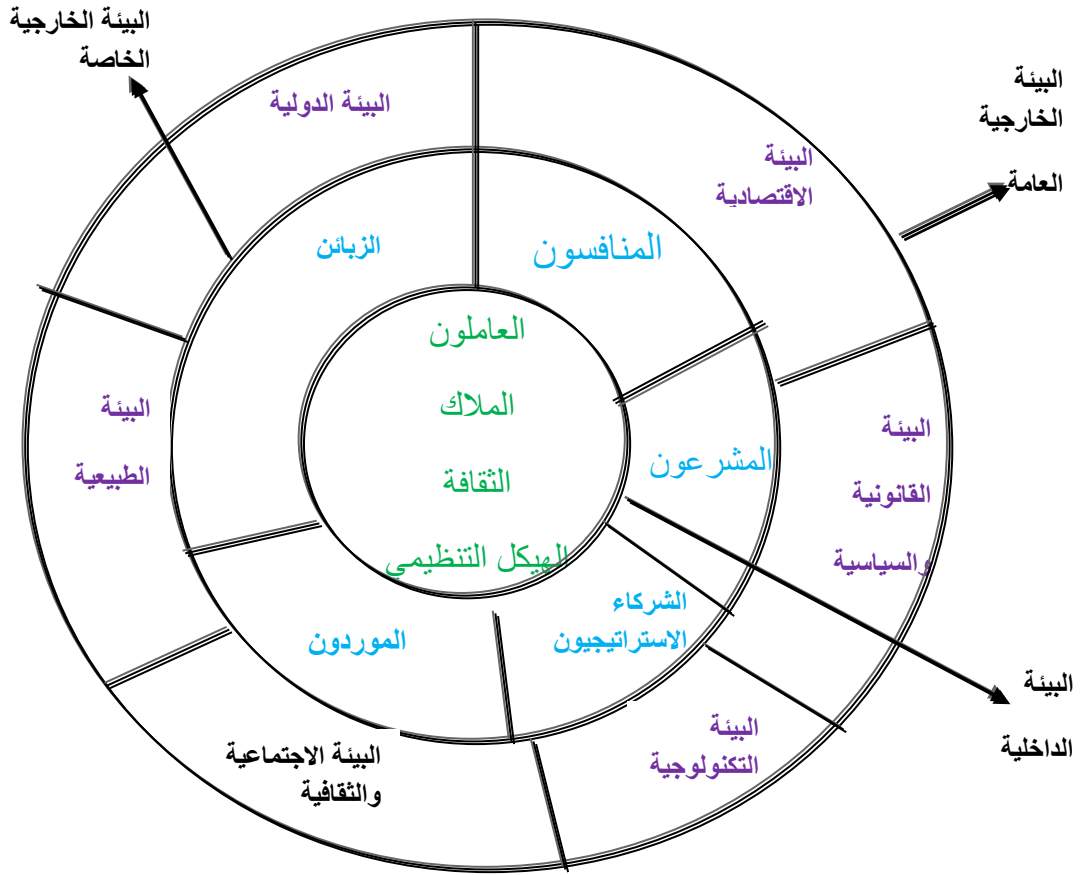 البيئة الخارجية
الخاصة
البيئة
الخارجية
العامة
البيئة الدولية
البيئة
الاقتصادية
الزبائن
المنافسون
العاملون
الملاك
الثقافة
الهيكل التنظيمي
البيئة
الطبيعية
المشرعون
البيئة
القانونية
والسياسية
الشركاء
الاستراتيجيون
الموردون
البيئة
الداخلية
البيئة
التكنولوجية
البيئة الاجتماعية
والثقافية